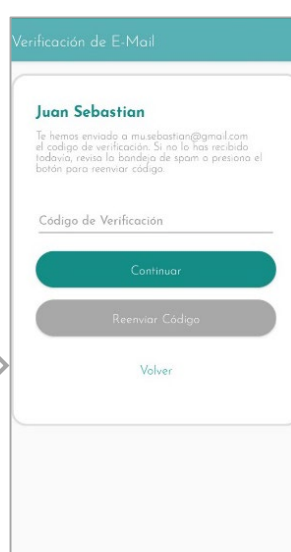 Verificación de E-Mail
Juan Sebastian
Te hemos enviado a mu.sebastian@gmail.com
el codigo de verificación. Si no lo has recibido
todavía, revisa la bandeja de spam o presiona el
botón para reenviar código.
Código de Verificación
Continuar
Reenviar Código
Volver